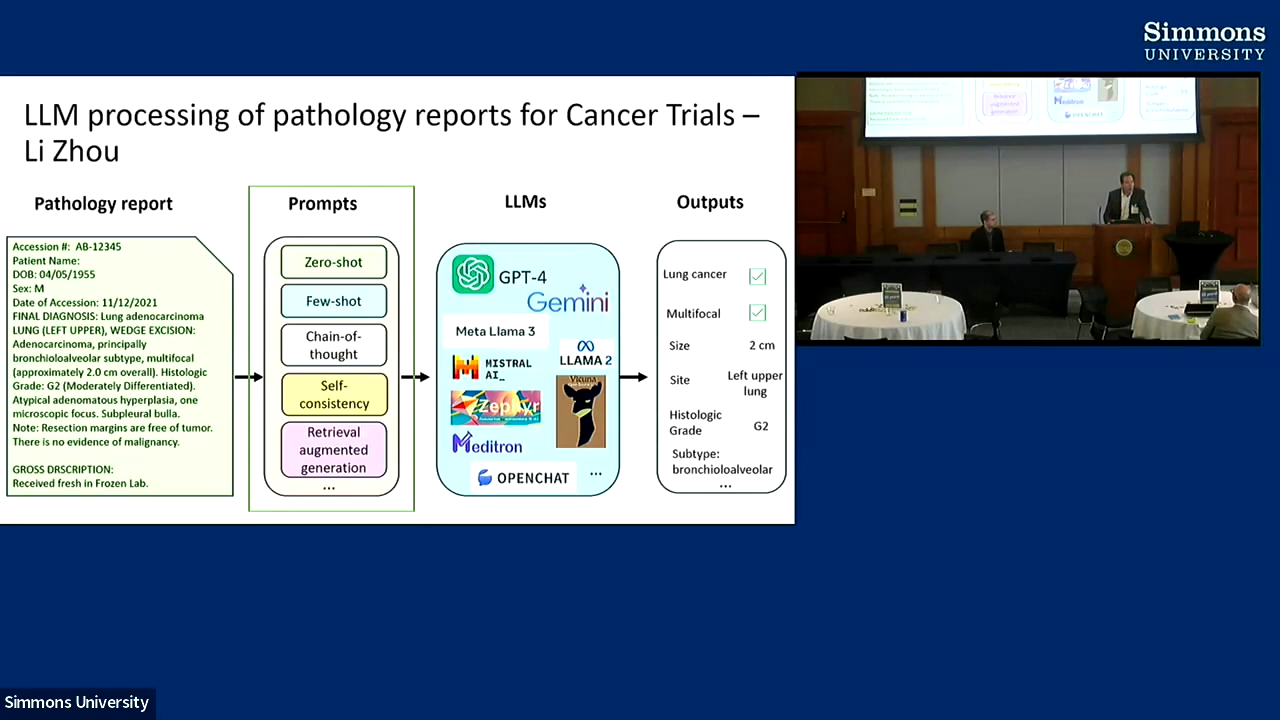 Simmons
UNIVERSITY
LLM processing of pathology reports for Cancer Trials –
Li Zhou
Pathology report
Accession #: AB-12345
Patient Name:
DOB: 04/05/1955
Sex: M
Date of Accession: 11/12/2021
FINAL DIAGNOSIS: Lung adenocarcinoma
LUNG (LEFT UPPER), WEDGE EXCISION:
Adenocarcinoma, principally
bronchioloalveolar subtype, multifocal
(approximately 2.0 cm overall). Histologic
Grade: G2 (Moderately Differentiated).
Atypical adenomatous hyperplasia, one
microscopic focus. Subpleural bulla.
Note: Resection margins are free of tumor.
There is no evidence of malignancy.
GROSS DRSCRIPTION:
Received fresh in Frozen Lab.
Prompts
Zero-shot
Few-shot
Chain-of-
thought
Self-
consistency
Retrieval
augmented
generation
...
LLMs
GPT-4
Gemini
Meta Llama 3
MISTRAL
AI_
LLAMA 2
Zephyr
Vicuna
Meditron
OPENCHAT
...
Outputs
Lung cancer
Multifocal
Size 2 cm
Site Left upper
lung
Histologic
Grade G2
Subtype:
bronchioloalveolar
...
Meditron
OPENCHAT
Simmons University